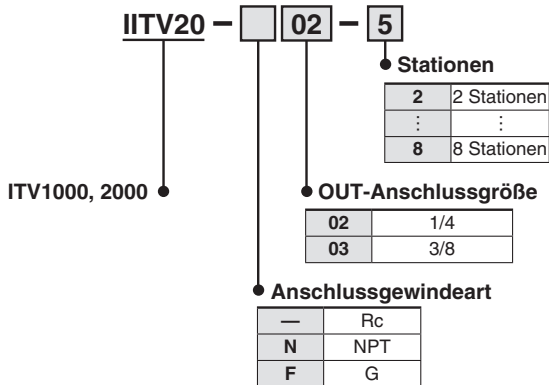 IITV20 – 02 – 5
Stationen
2 2 Stationen
⋮ ⋮
8 8 Stationen
ITV1000, 2000
OUT-Anschlussgröße
02 1/4
03 3/8
Anschlussgewindeart
— Rc
N NPT
F G